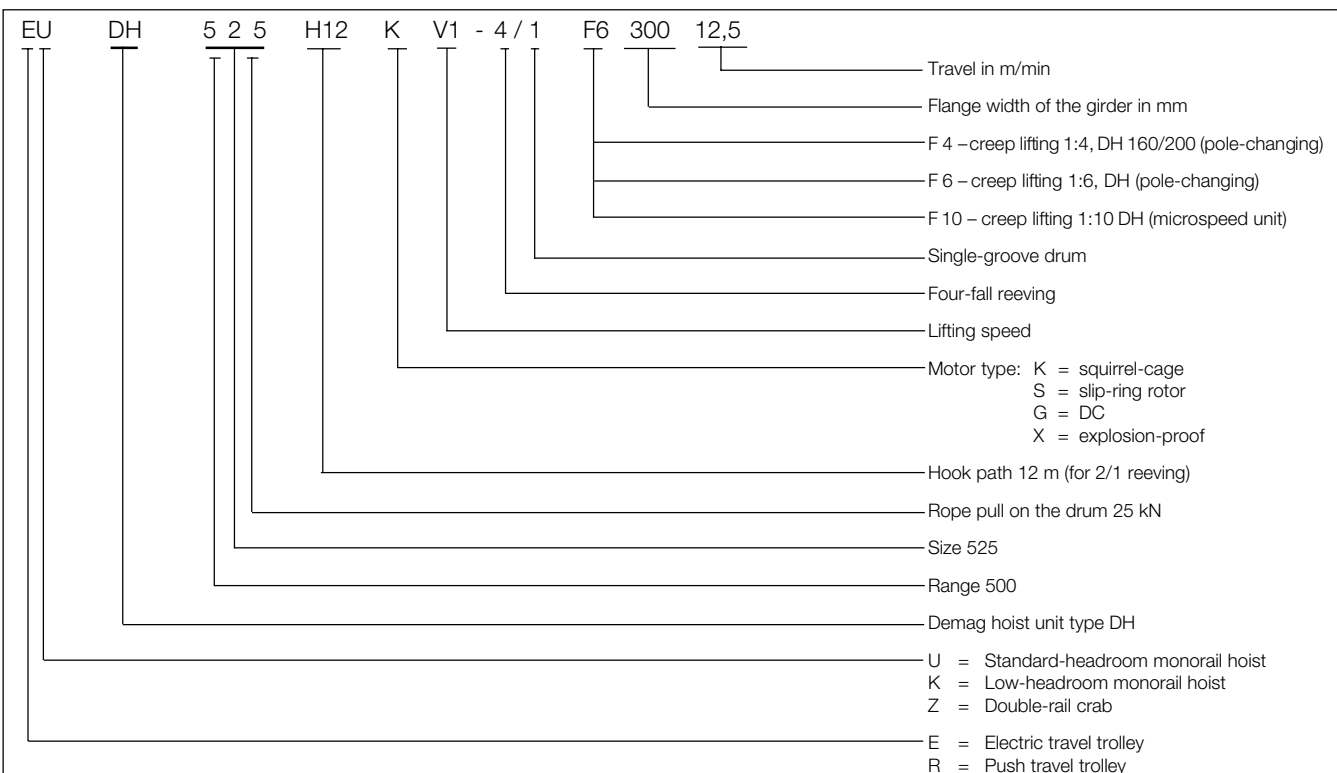 EU DH 5 2 5 H12 K V1 - 4 / 1 F6 300 12,5
Travel in m/min
Flange width of the girder in mm
F 4 – creep lifting 1:4, DH 160/200 (pole-changing)
F 6 – creep lifting 1:6, DH (pole-changing)
F 10 – creep lifting 1:10 DH (microspeed unit)
Single-groove drum
Four-fall reeving
Lifting speed
Motor type: K = squirrel-cage
S = slip-ring rotor
G = DC
X = explosion-proof
Hook path 12 m (for 2/1 reeving)
Rope pull on the drum 25 kN
Size 525
Range 500
Demag hoist unit type DH
U = Standard-headroom monorail hoist
K = Low-headroom monorail hoist
Z = Double-rail crab
E = Electric travel trolley
R = Push travel trolley